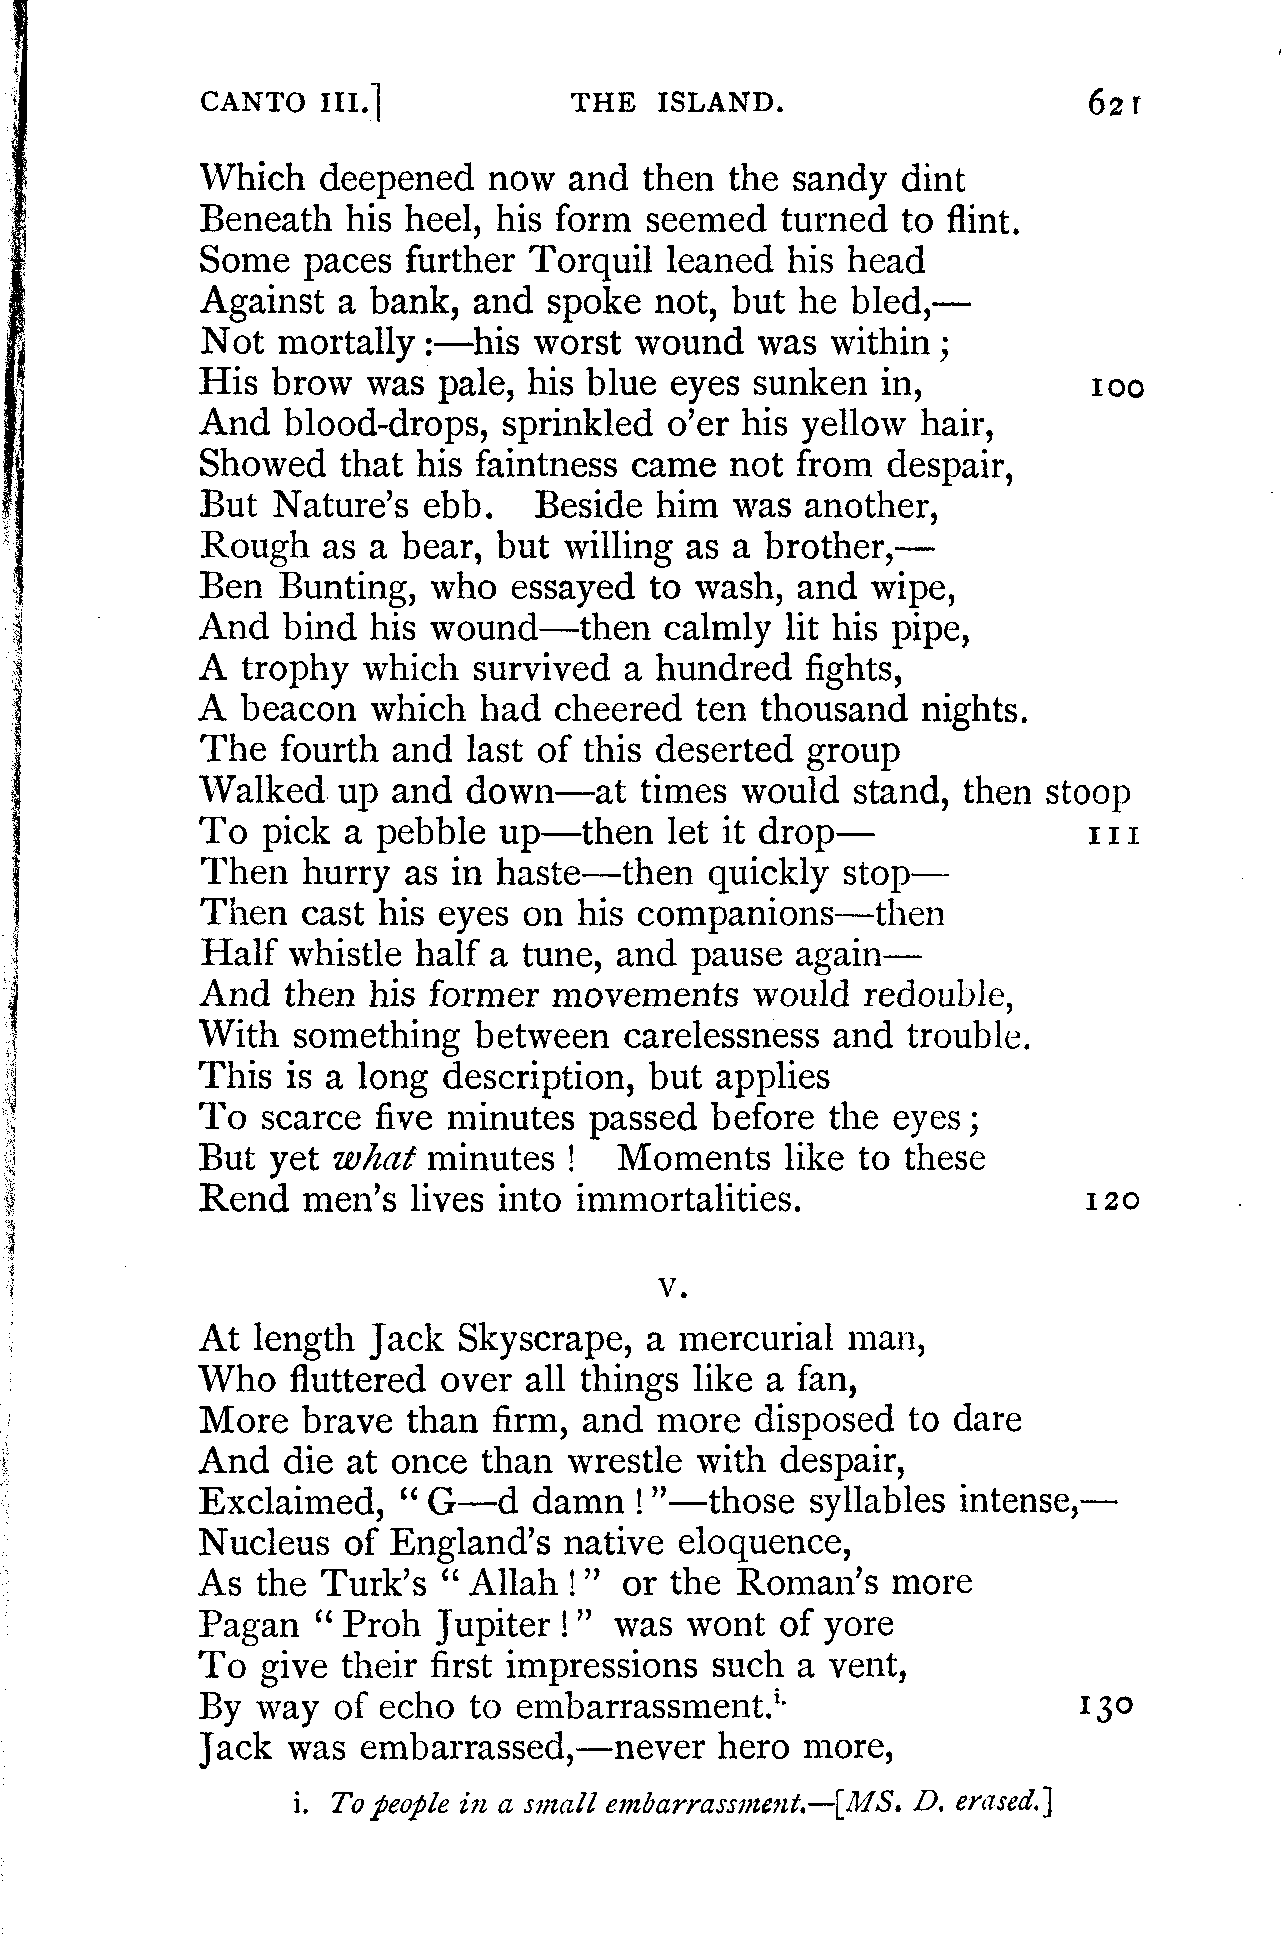 CANTO III.] THE ISLAND. 621
Which deepened now and then the sandy dint
Beneath his heel, his form seemed turned to flint.
Some paces further Torquil leaned his head
Against a bank, and spoke not, but he bled,—
Not mortally:—his worst wound was within;
His brow was pale, his blue eyes sunken in, 100
And blood-drops, sprinkled o'er his yellow hair,
Showed that his faintness came not from despair,
But Nature's ebb. Beside him was another,
Rough as a bear, but willing as a brother,—
Ben Bunting, who essayed to wash, and wipe,
And bind his wound—then calmly lit his pipe,
A trophy which survived a hundred fights,
A beacon which had cheered ten thousand nights.
The fourth and last of this deserted group
Walked up and down—at times would stand, then stoop
To pick a pebble up—then let it drop— 111
Then hurry as in haste—then quickly stop—
Then cast his eyes on his companions—then
Half whistle half a tune, and pause again—
And then his former movements would redouble,
With something between carelessness and trouble.
This is a long description, but applies
To scarce five minutes passed before the eyes;
But yet what minutes! Moments like to these
Rend men's lives into immortalities. 120
V.
At length Jack Skyscrape, a mercurial man,
Who fluttered over all things like a fan,
More brave than firm, and more disposed to dare
And die at once than wrestle with despair,
Exclaimed, "G—d damn!"—those syllables intense,—
Nucleus of England's native eloquence,
As the Turk's "Allah!" or the Roman's more
Pagan "Proh Jupiter!" was wont of yore
To give their first impressions such a vent,
By way of echo to embarrassment.i. 130
Jack was embarrassed,—never hero more,
i. To people in a small embarrassment.—[MS. D. erased.]